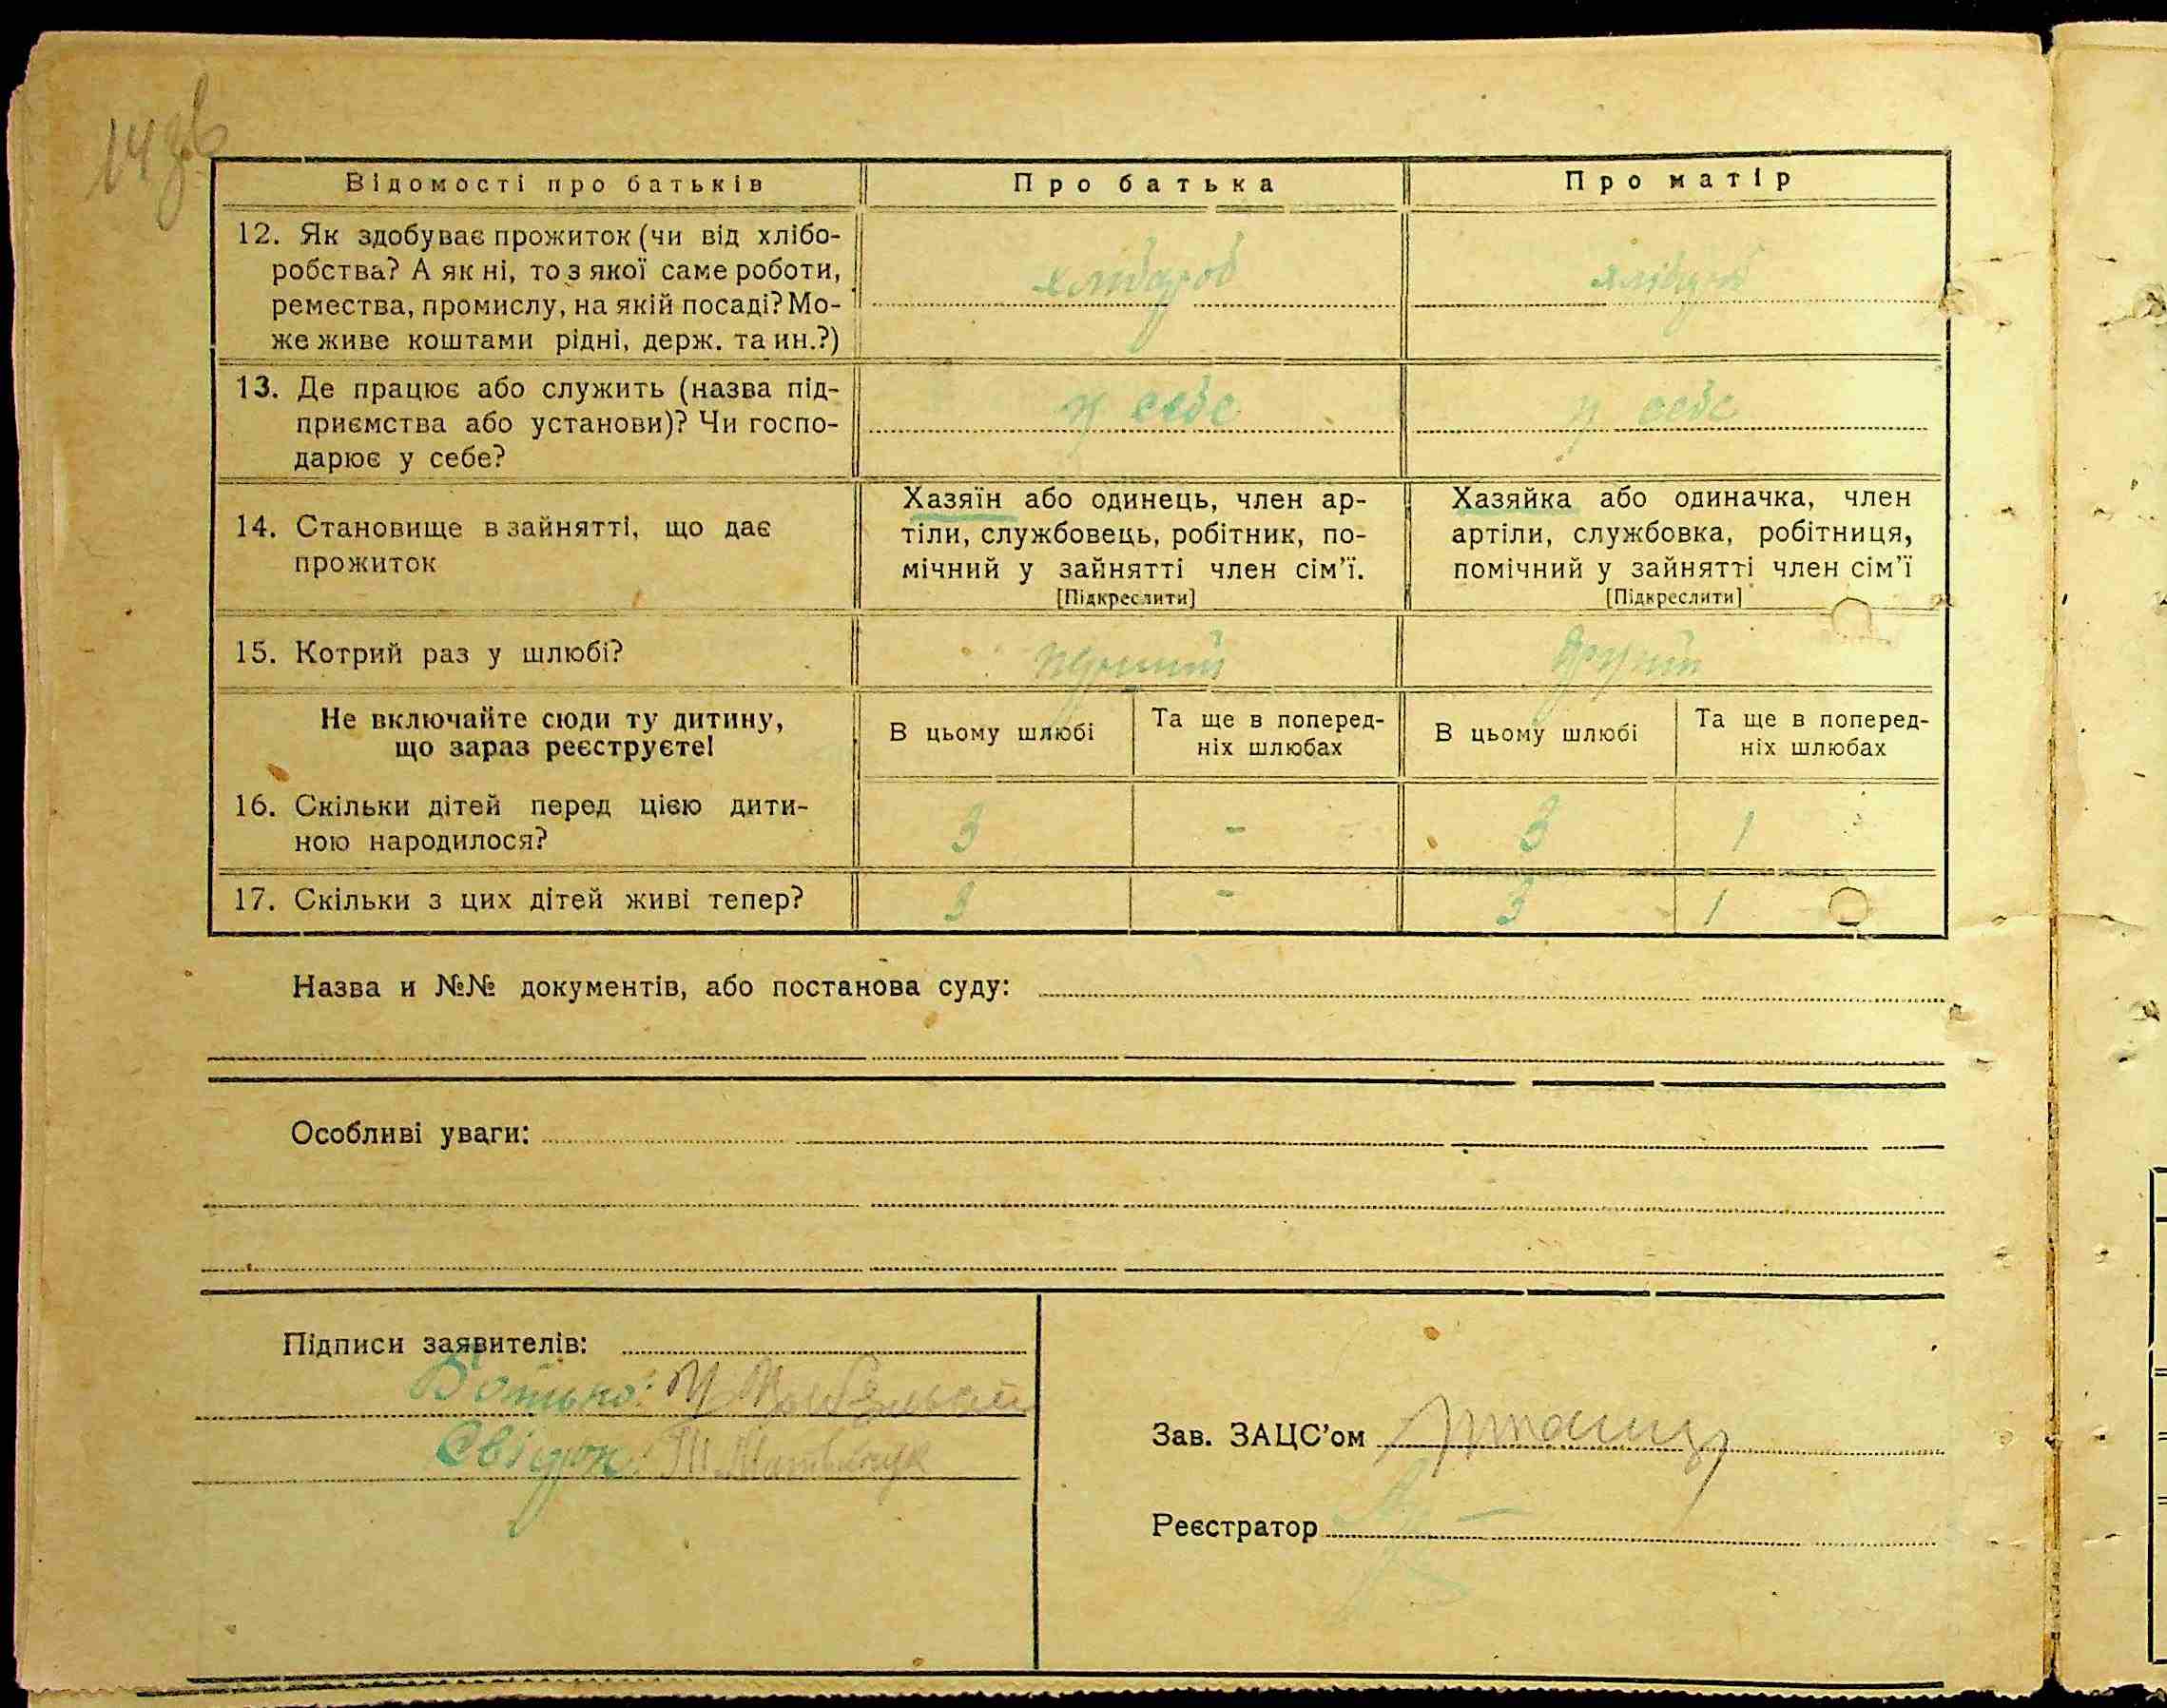 Відомості про батьків
Про батька
Про матір
12. Як здобуває прожиток (чи від хлібо-
робства? А як ні, то з якої саме роботи,
ремества, промислу, на якій посаді? Мо-
же живе коштами рідні, держ. та ин.?)
хлібороб
хлібороб
13. Де працює або служить (назва під-
приємства або установи)? Чи госпо-
дарює у себе?
у себе
у себе
14. Становище в зайнятті, що дає
прожиток
Хазяїн або одинець, член ар-
тіли, службовець, робітник, по-
мічний у зайнятті член сім'ї.
[Підкреслити]
Хазяйка або одиначка, член
артіли, службовка, робітниця,
помічний у зайнятті член сім'ї
[Підкреслити]
15. Котрий раз у шлюбі?
перший
другий
Не включайте сюди ту дитину,
що зараз реєструєте!
В цьому шлюбі
Та ще в поперед-
ніх шлюбах
В цьому шлюбі
Та ще в поперед-
ніх шлюбах
16. Скільки дітей перед цією дити-
ною народилося?
3
-
3
1
17. Скільки з цих дітей живі тепер?
3
-
3
1
Назва и №№ документів, або постанова суду:
Особливі уваги:
Підписи заявителів:
Батько:
Свідок:
Зав. ЗАЦС'ом
Реєстратор